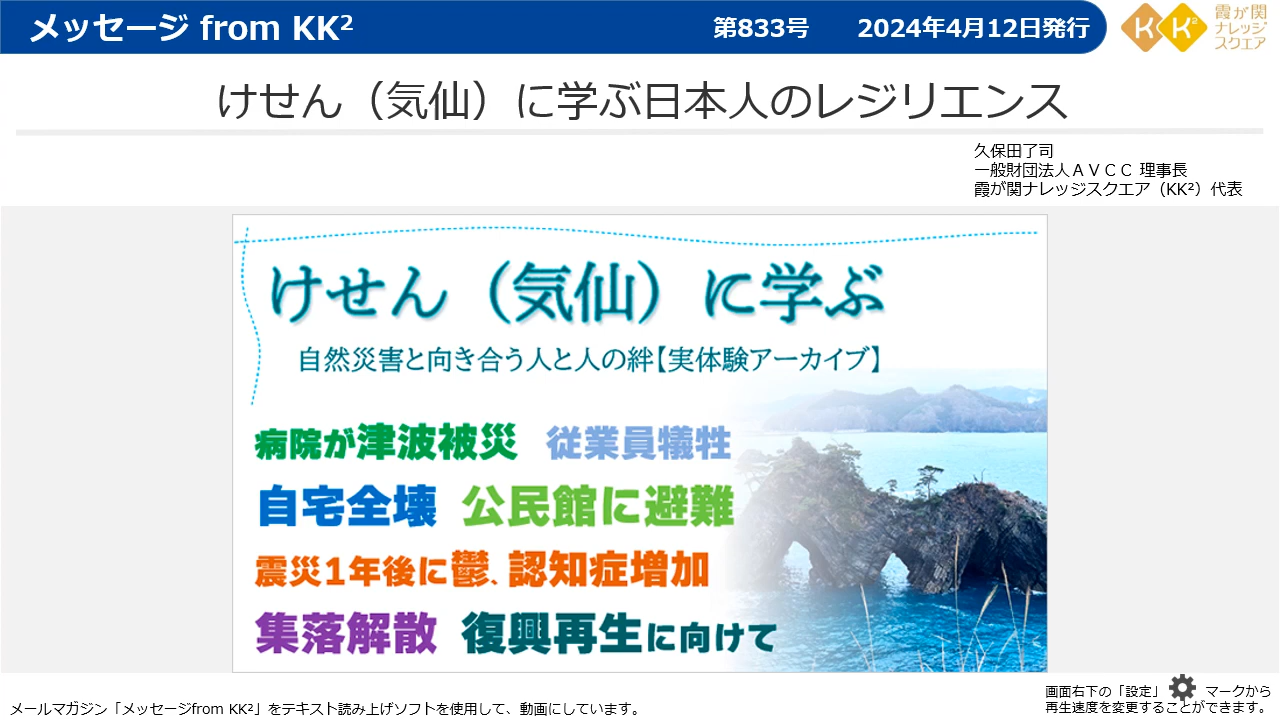 メッセージ from KK²
第833号 2024年4月12日発行
KK²
霞が関
ナレッジ
スクエア
けせん（気仙）に学ぶ日本人のレジリエンス
久保田了司
一般財団法人ＡＶＣＣ 理事長
霞が関ナレッジスクエア（KK²）代表
けせん（気仙）に学ぶ
自然災害と向き合う人と人の絆【実体験アーカイブ】
病院が津波被災 従業員犠牲
自宅全壊 公民館に避難
震災1年後に鬱、認知症増加
集落解散 復興再生に向けて
メールマガジン「メッセージfrom KK²」をテキスト読み上げソフトを使用して、動画にしています。
画面右下の「設定」 マークから
再生速度を変更することができます。